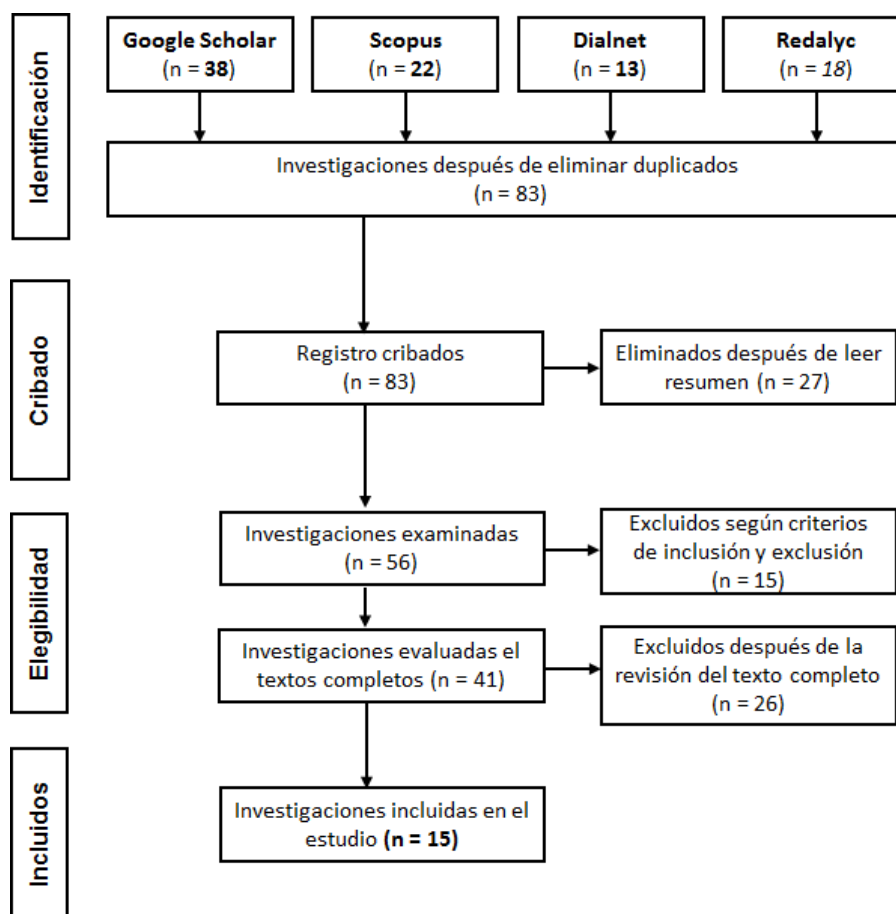 Google Scholar
(n = 38)
Scopus
(n = 22)
Dialnet
(n = 13)
Redalyc
(n = 18)
Identificación
Investigaciones después de eliminar duplicados
(n = 83)
Cribado
Registro cribados
(n = 83)
Eliminados después de leer
resumen (n = 27)
Elegibilidad
Investigaciones examinadas
(n = 56)
Excluidos según criterios
de inclusión y exclusión
(n = 15)
Investigaciones evaluadas el
textos completos (n = 41)
Excluidos después de la
revisión del texto completo
(n = 26)
Incluidos
Investigaciones incluidas en el
estudio (n = 15)